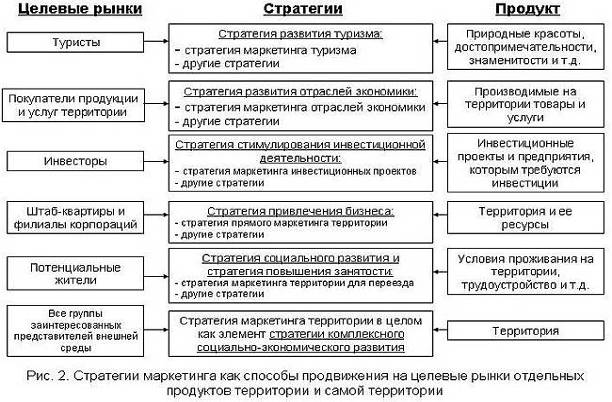 Целевые рынки
Стратегии
Продукт
Туристы
Стратегия развития туризма:
- стратегия маркетинга туризма
- другие стратегии
Природные красоты,
достопримечательности,
знаменитости и т.д.
Покупатели продукции
и услуг территории
Стратегия развития отраслей экономики:
- стратегия маркетинга отраслей экономики
- другие стратегии
Производимые на
территории товары и
услуги
Инвесторы
Стратегия стимулирования инвестиционной
деятельности:
- стратегия маркетинга инвестиционных проектов
- другие стратегии
Инвестиционные
проекты и предприятия,
которым требуются
инвестиции
Штаб-квартиры и
филиалы корпораций
Стратегия привлечения бизнеса:
- стратегия прямого маркетинга территории
- другие стратегии
Территория и ее
ресурсы
Потенциальные
жители
Стратегия социального развития и
стратегия повышения занятости:
- стратегия маркетинга территории для переезда
- другие стратегии
Условия проживания на
территории,
трудоустройство и т.д.
Все группы
заинтересованных
представителей внешней
среды
Стратегия маркетинга территории в целом
как элемент стратегии комплексного
социально-экономического развития
Территория
Рис. 2. Стратегии маркетинга как способы продвижения на целевые рынки отдельных
продуктов территории и самой территории